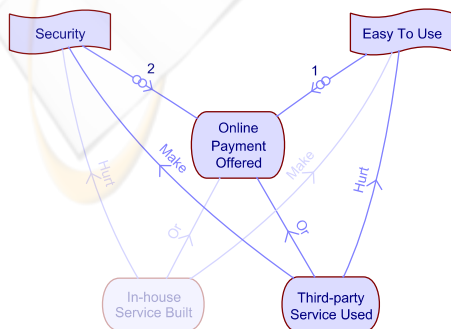 Security
Easy To Use
2
1
Online
Payment
Offered
Make
Make
Hurt
Hurt
Or
Or
In-house
Service Built
Third-party
Service Used